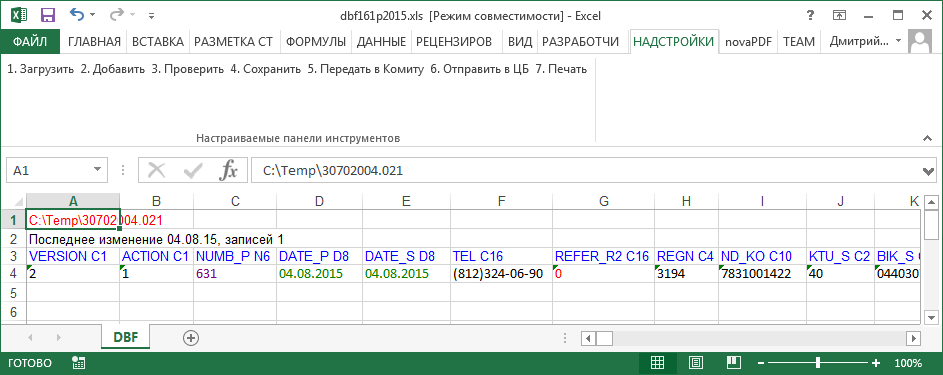 dbf161p2015.xls [Режим совместимости] - Excel
ФАЙЛ ГЛАВНАЯ ВСТАВКА РАЗМЕТКА СТ ФОРМУЛЫ ДАННЫЕ РЕЦЕНЗИРОВ ВИД РАЗРАБОТЧИ НАДСТРОЙКИ novaPDF TEAM Дмитрий...
1. Загрузить 2. Добавить 3. Проверить 4. Сохранить 5. Передать в Комиту 6. Отправить в ЦБ 7. Печать
Настраиваемые панели инструментов
A1 fx C:\Temp\30702004.021
A B C D E F G H I J K
1 C:\Temp\30702004.021
2 Последнее изменение 04.08.15, записей 1
3 VERSION C1 ACTION C1 NUMB_P N6 DATE_P D8 DATE_S D8 TEL C16 REFER_R2 C16 REGN C4 ND_KO C10 KTU_S C2 BIK_S C
4 2 1 631 04.08.2015 04.08.2015 (812)324-06-90 0 3194 7831001422 40 044030
5
6
DBF
ГОТОВО 100%